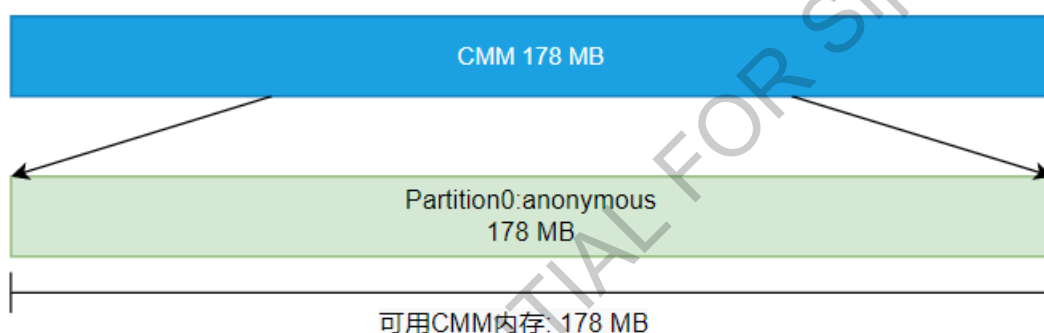 CMM 178 MB
Partition0:anonymous
178 MB
可用CMM内存: 178 MB